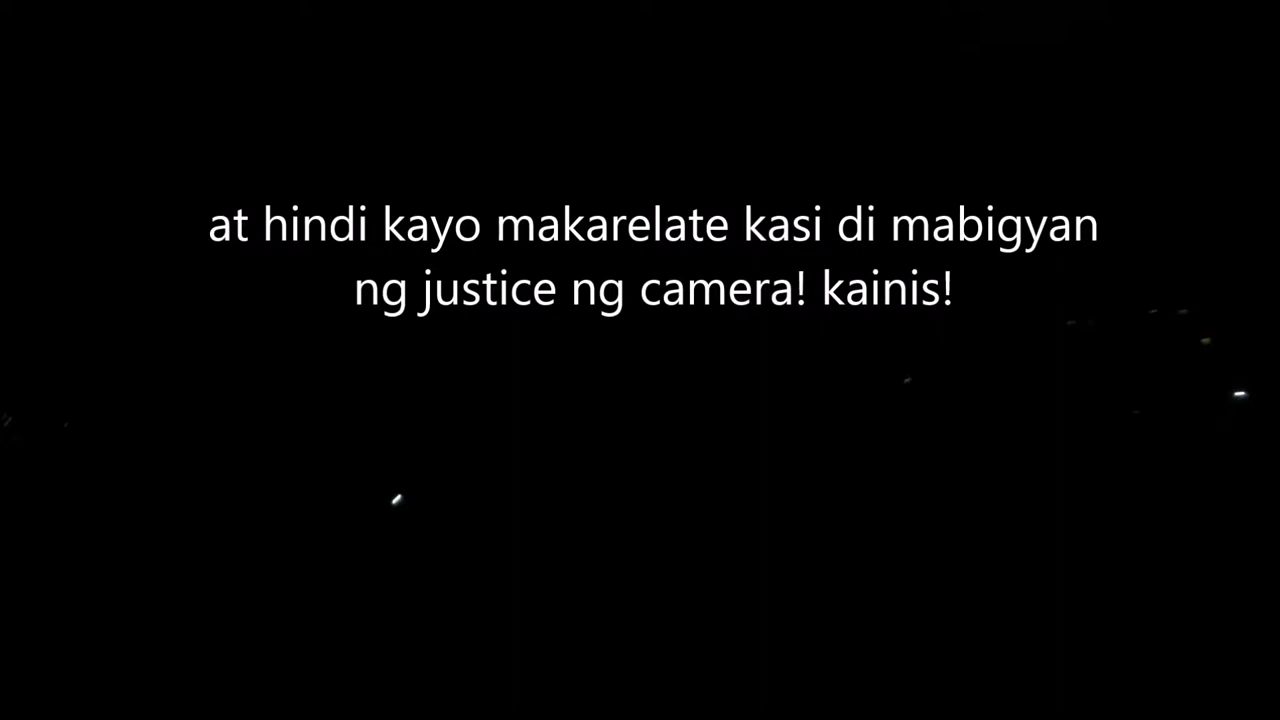 at hindi kayo makarelate kasi di mabigyan
ng justice ng camera! kainis!